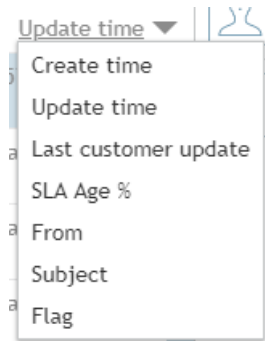 Update time
Create time
Update time
Last customer update
SLA Age %
From
Subject
Flag